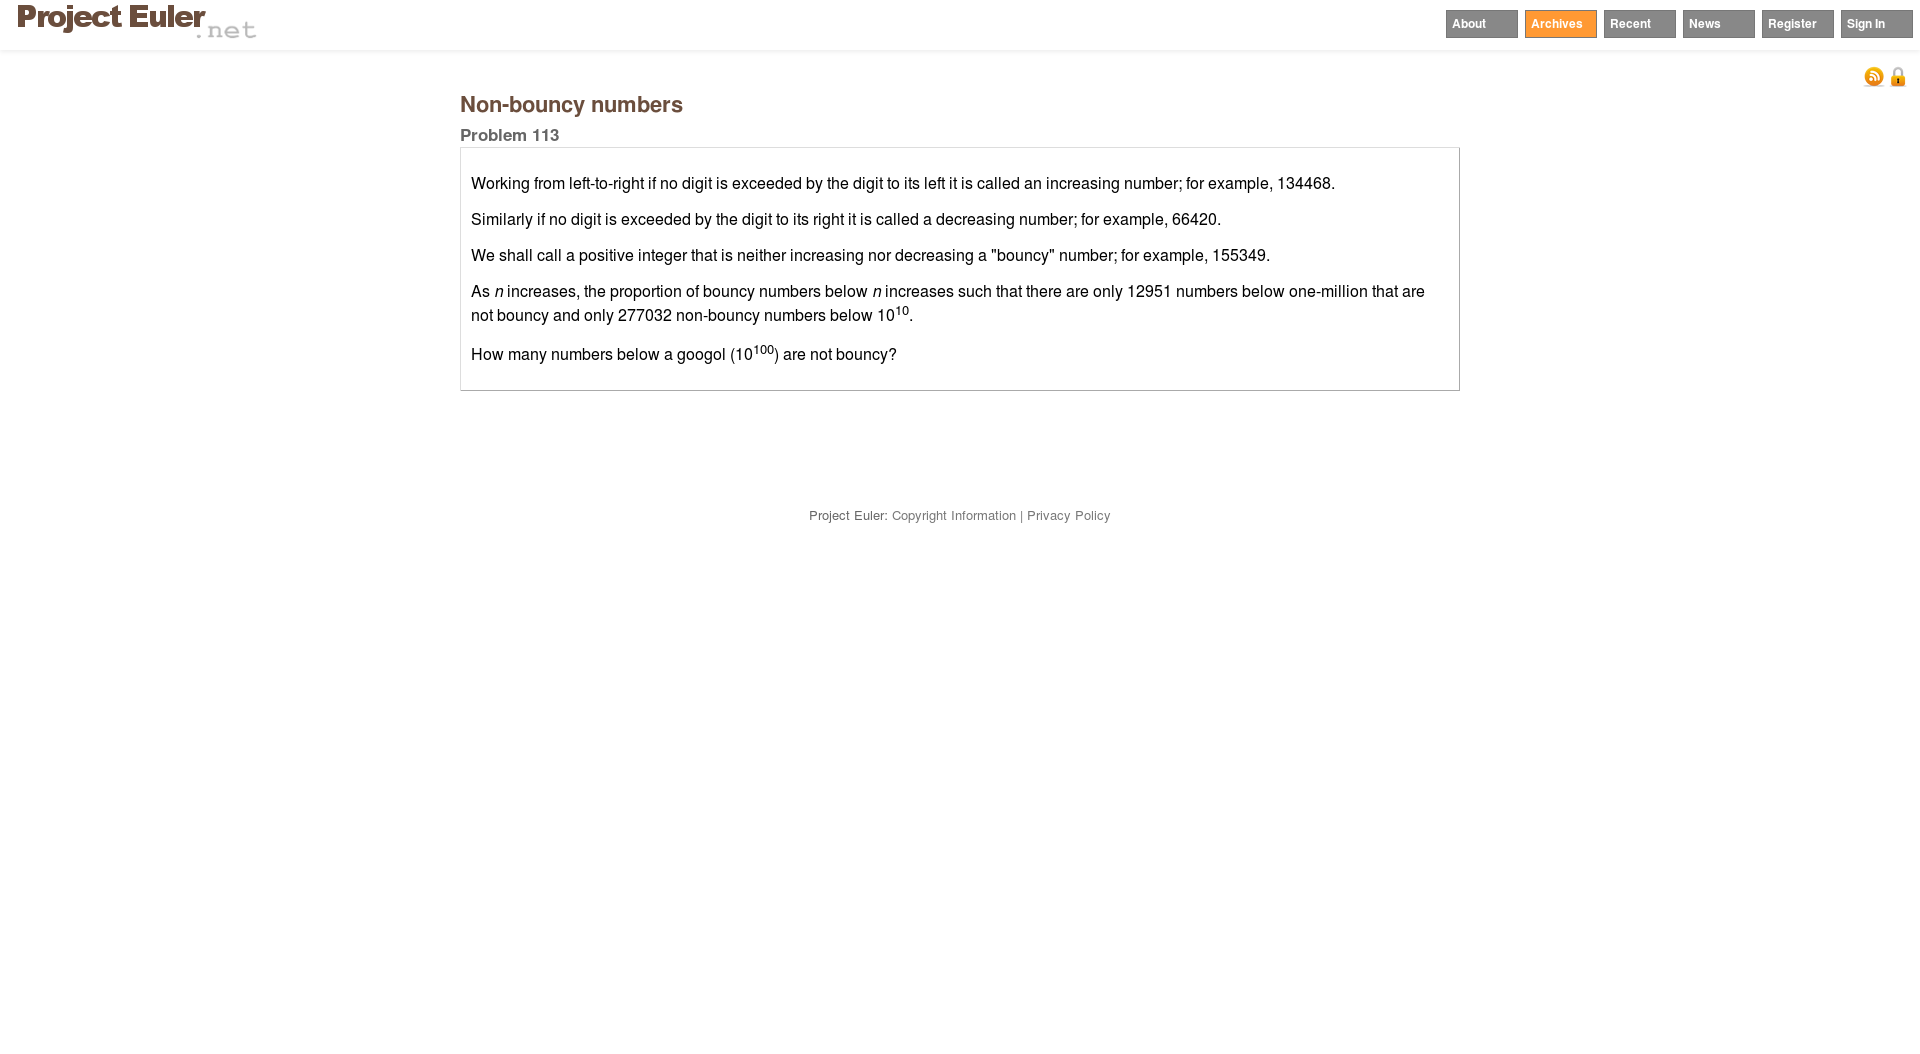 Project Euler.net
About Archives Recent News Register Sign In
Non-bouncy numbers
Problem 113
Working from left-to-right if no digit is exceeded by the digit to its left it is called an increasing number; for example, 134468.
Similarly if no digit is exceeded by the digit to its right it is called a decreasing number; for example, 66420.
We shall call a positive integer that is neither increasing nor decreasing a "bouncy" number; for example, 155349.
As n increases, the proportion of bouncy numbers below n increases such that there are only 12951 numbers below one-million that are
not bouncy and only 277032 non-bouncy numbers below 10^10.
How many numbers below a googol (10^100) are not bouncy?
Project Euler: Copyright Information | Privacy Policy